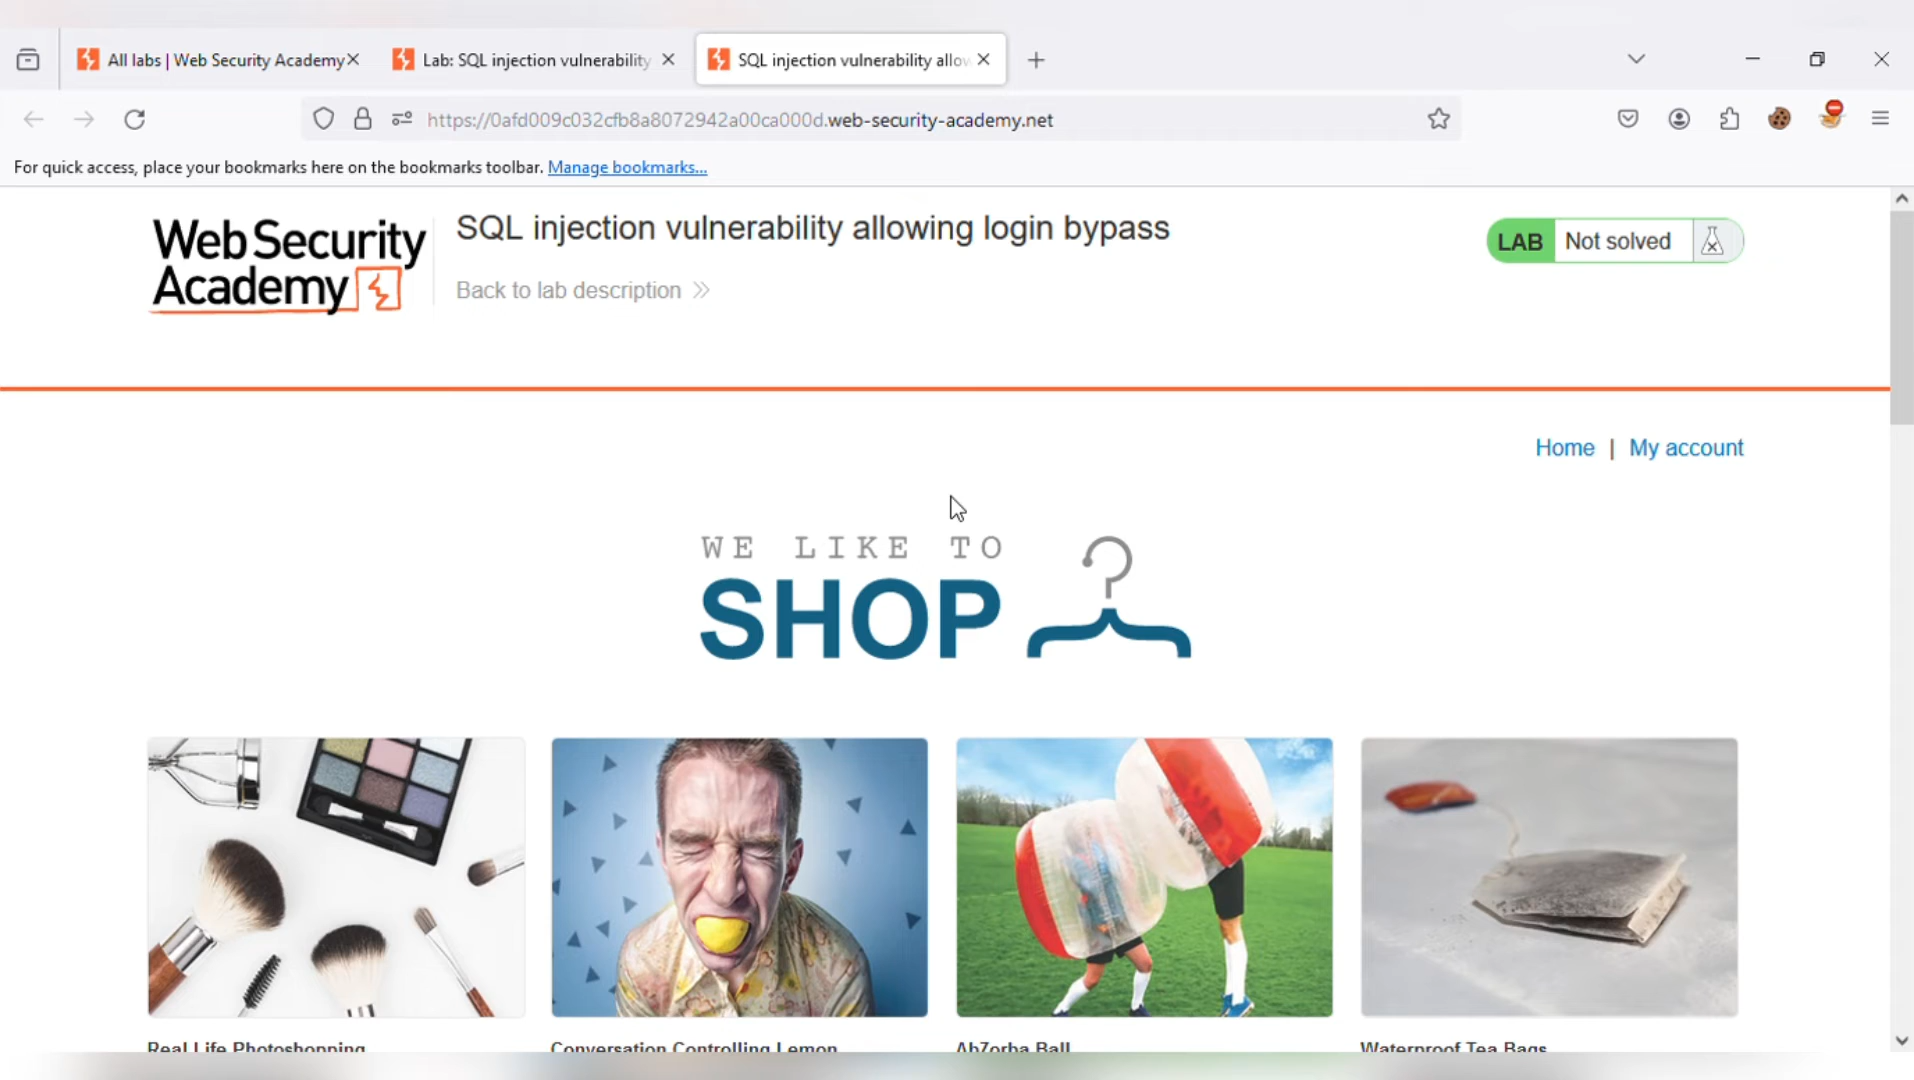 All labs | Web Security Academy
Lab: SQL injection vulnerability
SQL injection vulnerability allow
https://0afd009c032cfb8a8072942a00ca000d.web-security-academy.net
For quick access, place your bookmarks here on the bookmarks toolbar. Manage bookmarks...
Web Security
Academy
SQL injection vulnerability allowing login bypass
Back to lab description
LAB Not solved
Home | My account
WE LIKE TO
SHOP
Real Life Photoshopping
Conversation Controlling Lemon
AbZorba Ball
Waterproof Tea Bags